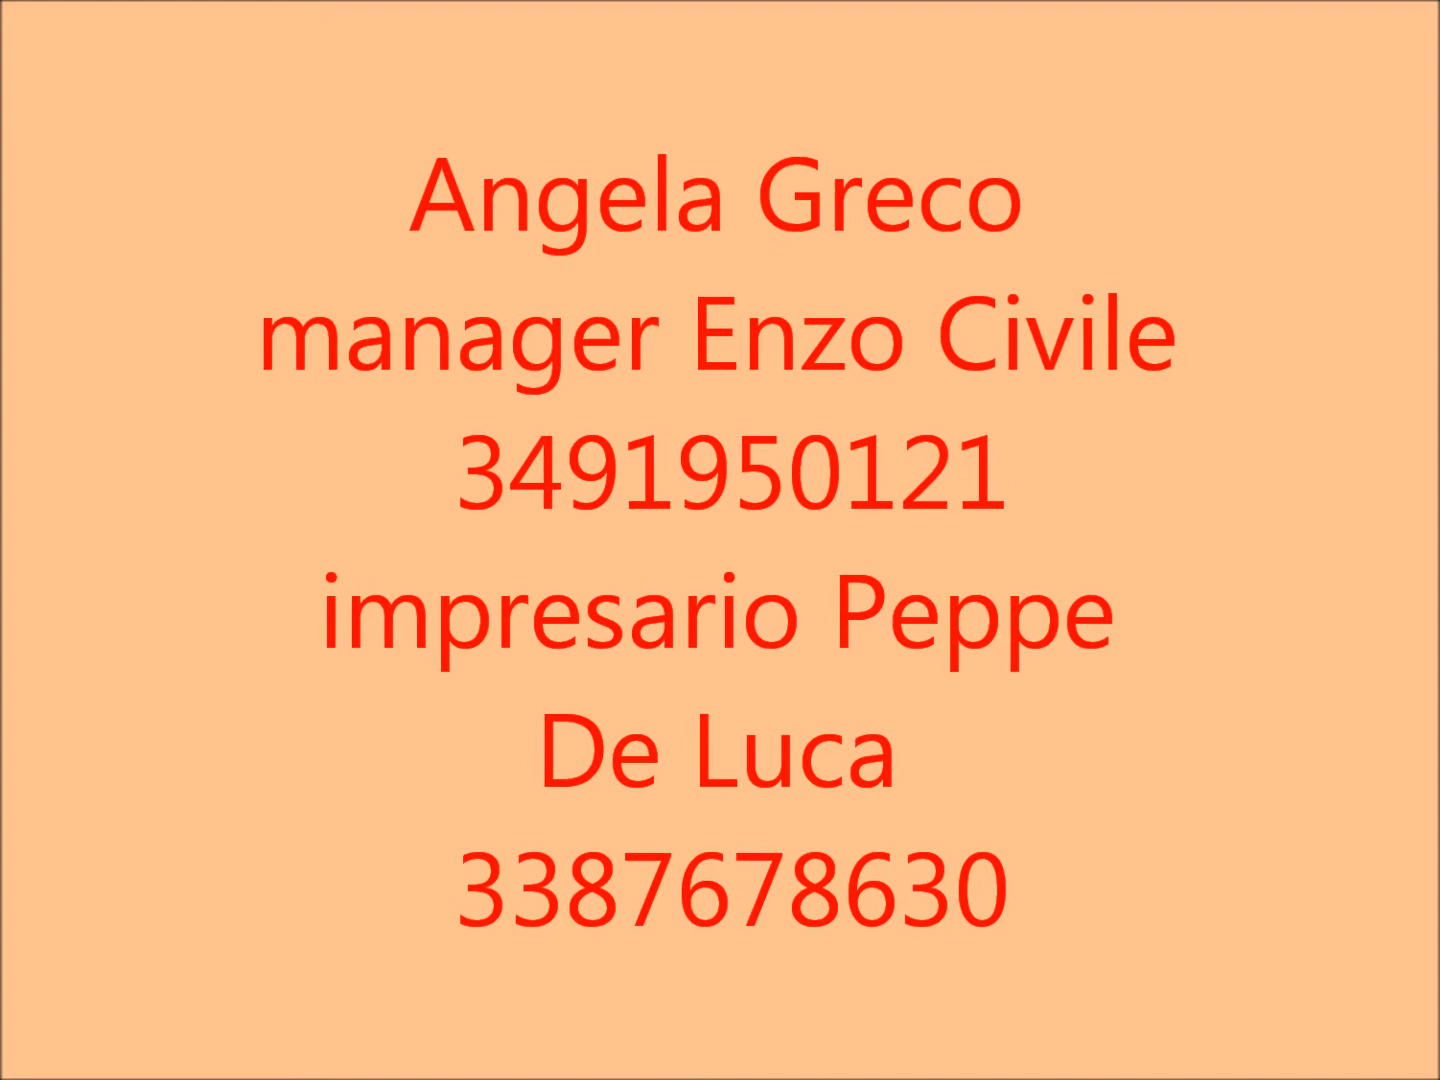 Angela Greco
manager Enzo Civile
3491950121
impresario Peppe
De Luca
3387678630